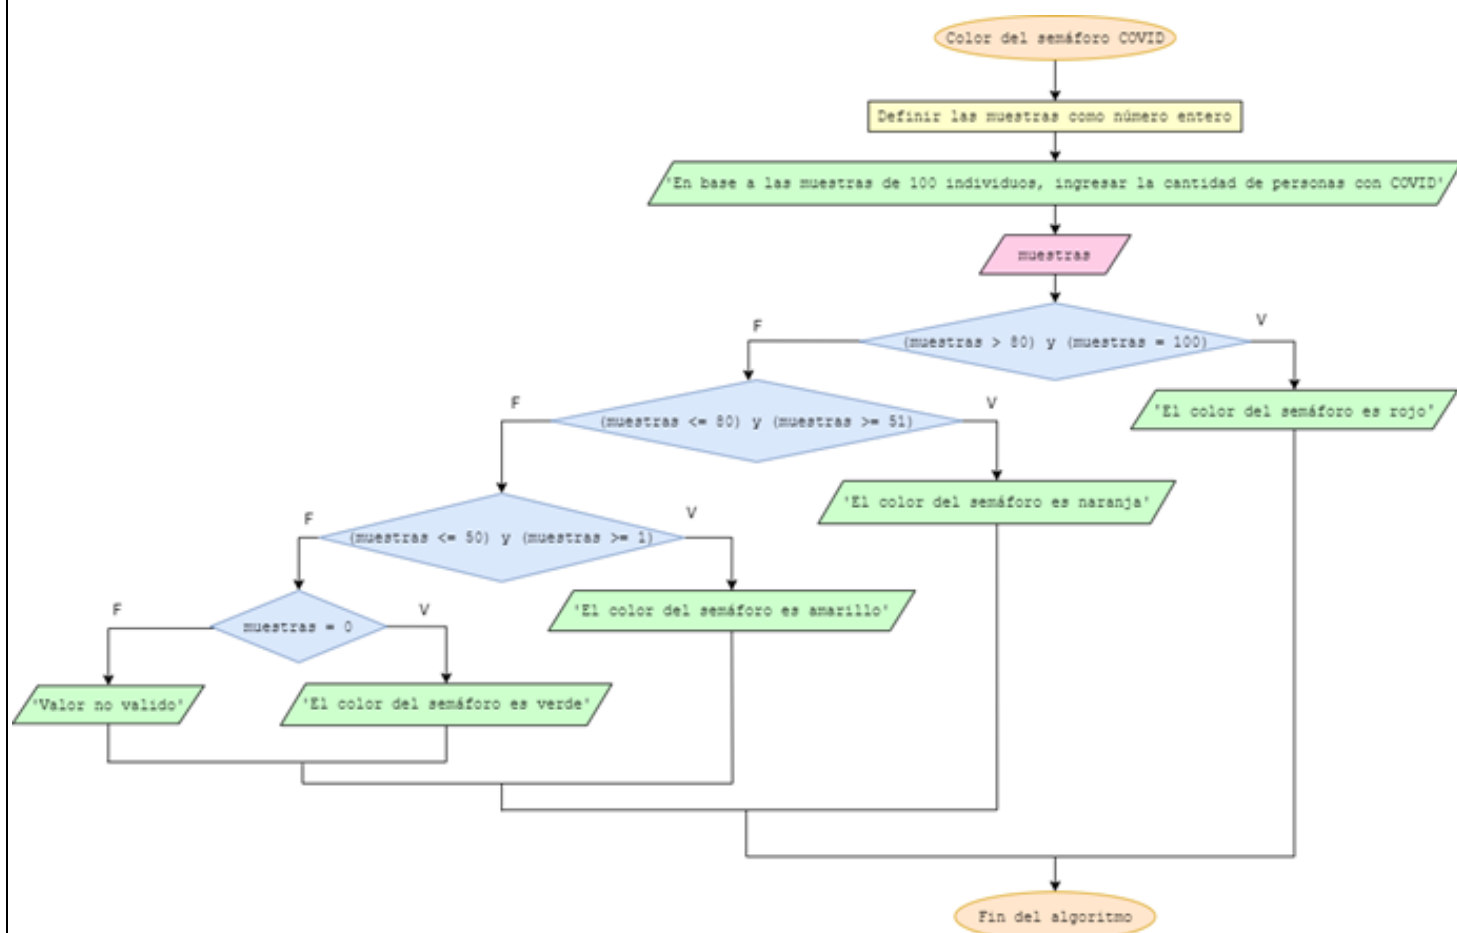 Color del semáforo COVID
Definir las muestras como número entero
'En base a las muestras de 100 individuos, ingresar la cantidad de personas con COVID'
muestras
(muestras > 80) y (muestras = 100)
F
V
(muestras <= 80) y (muestras >= 51)
F
V
'El color del semáforo es rojo'
(muestras <= 50) y (muestras >= 1)
F
V
'El color del semáforo es naranja'
muestras = 0
F
V
'El color del semáforo es amarillo'
'Valor no valido'
'El color del semáforo es verde'
Fin del algoritmo